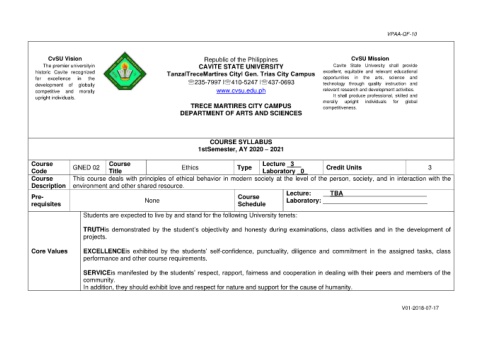 VPAA-QF-10
CvSU Vision
The premier university in
historic Cavite recognized
for excellence in the
development of globally
competitive and morally
upright individuals.
Republic of the Philippines
CAVITE STATE UNIVERSITY
Tanza/TreceMartires City/ Gen. Trias City Campus
☏235-7997 /☏410-5247 /☏437-0693
www.cvsu.edu.ph
TRECE MARTIRES CITY CAMPUS
DEPARTMENT OF ARTS AND SCIENCES
CvSU Mission
Cavite State University shall provide
excellent, equitable and relevant educational
opportunities in the arts, science and
technology through quality instruction and
relevant research and development activities.
It shall produce professional, skilled and
morally upright individuals for global
competitiveness.
COURSE SYLLABUS
1stSemester, AY 2020 – 2021
Course Code GNED 02 Course Title Ethics Type Lecture _3_ Laboratory _0_ Credit Units 3
Course Description This course deals with principles of ethical behavior in modern society at the level of the person, society, and in interaction with the
environment and other shared resource.
Pre-requisites None Course Schedule Lecture: TBA
Laboratory:
Core Values
Students are expected to live by and stand for the following University tenets:
TRUTHis demonstrated by the student's objectivity and honesty during examinations, class activities and in the development of
projects.
EXCELLENCEis exhibited by the students' self-confidence, punctuality, diligence and commitment in the assigned tasks, class
performance and other course requirements.
SERVICEis manifested by the students' respect, rapport, fairness and cooperation in dealing with their peers and members of the
community.
In addition, they should exhibit love and respect for nature and support for the cause of humanity.
V01-2018-07-17